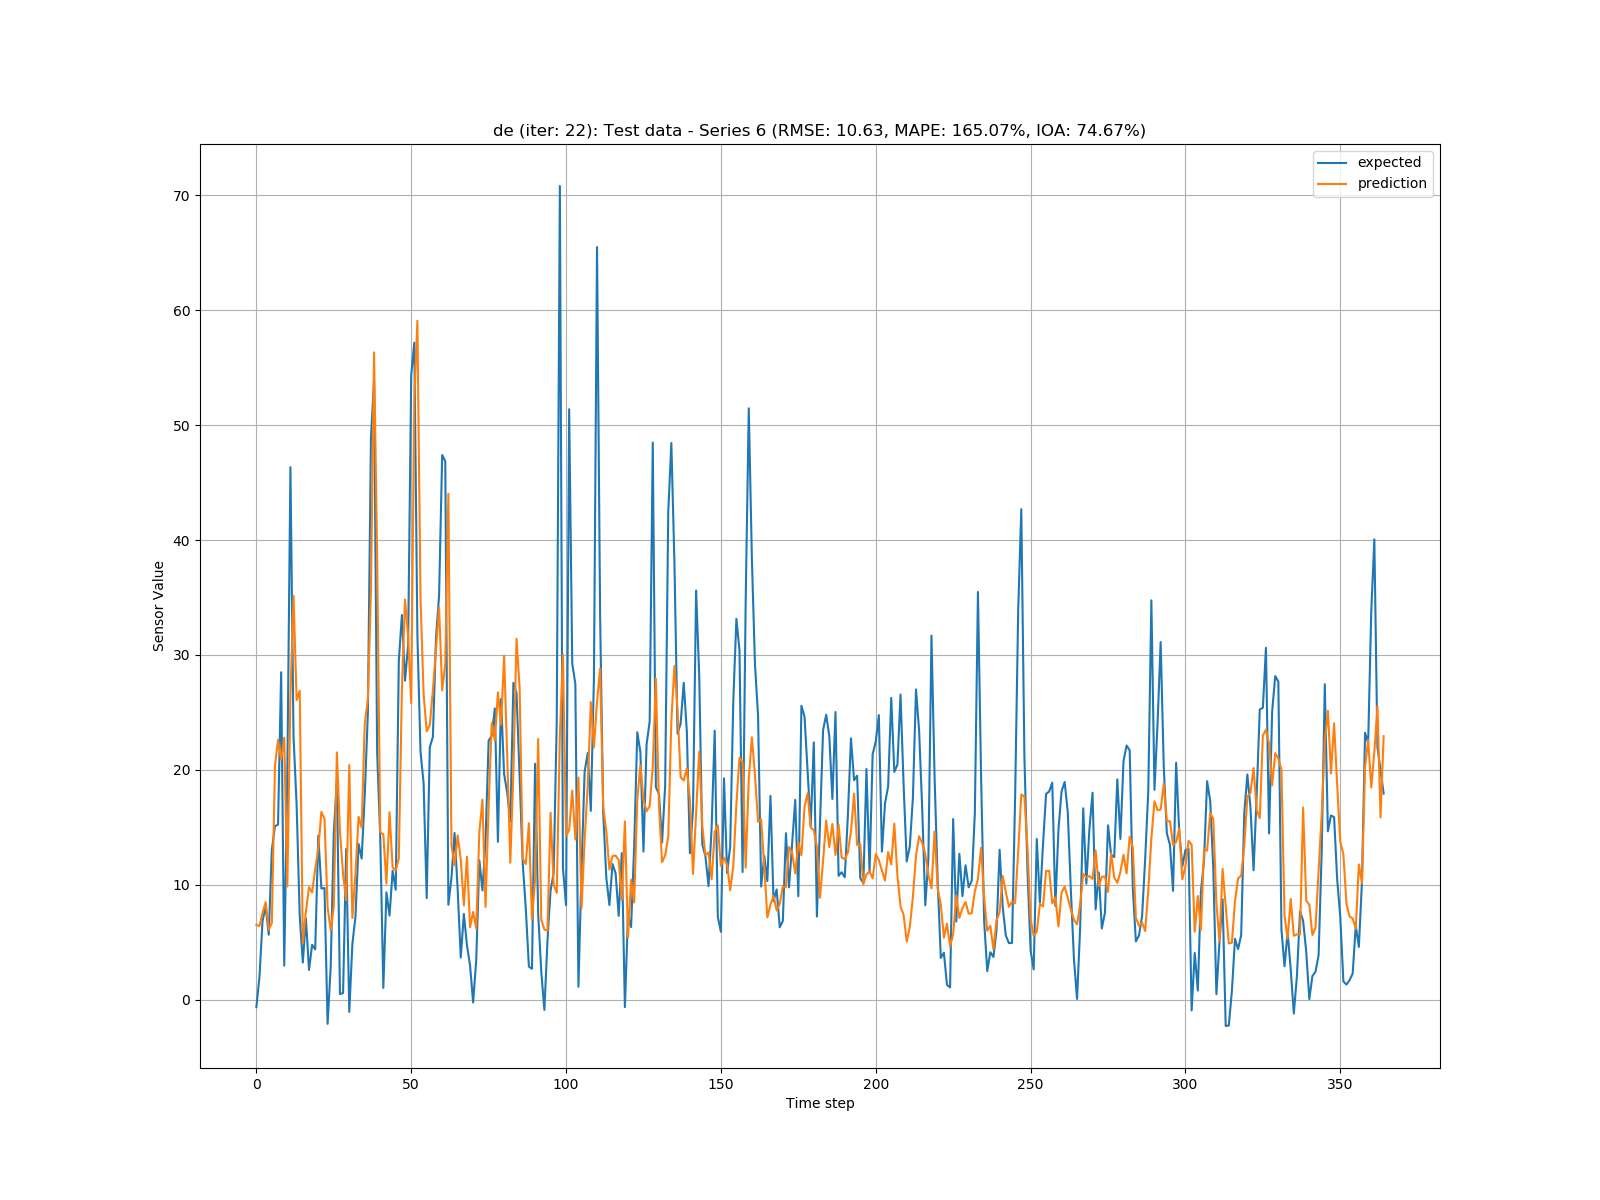 de (iter: 22): Test data - Series 6 (RMSE: 10.63, MAPE: 165.07%, IOA: 74.67%)
expected
prediction
70
60
50
40
30
20
10
0
Sensor Value
0 50 100 150 200 250 300 350
Time step